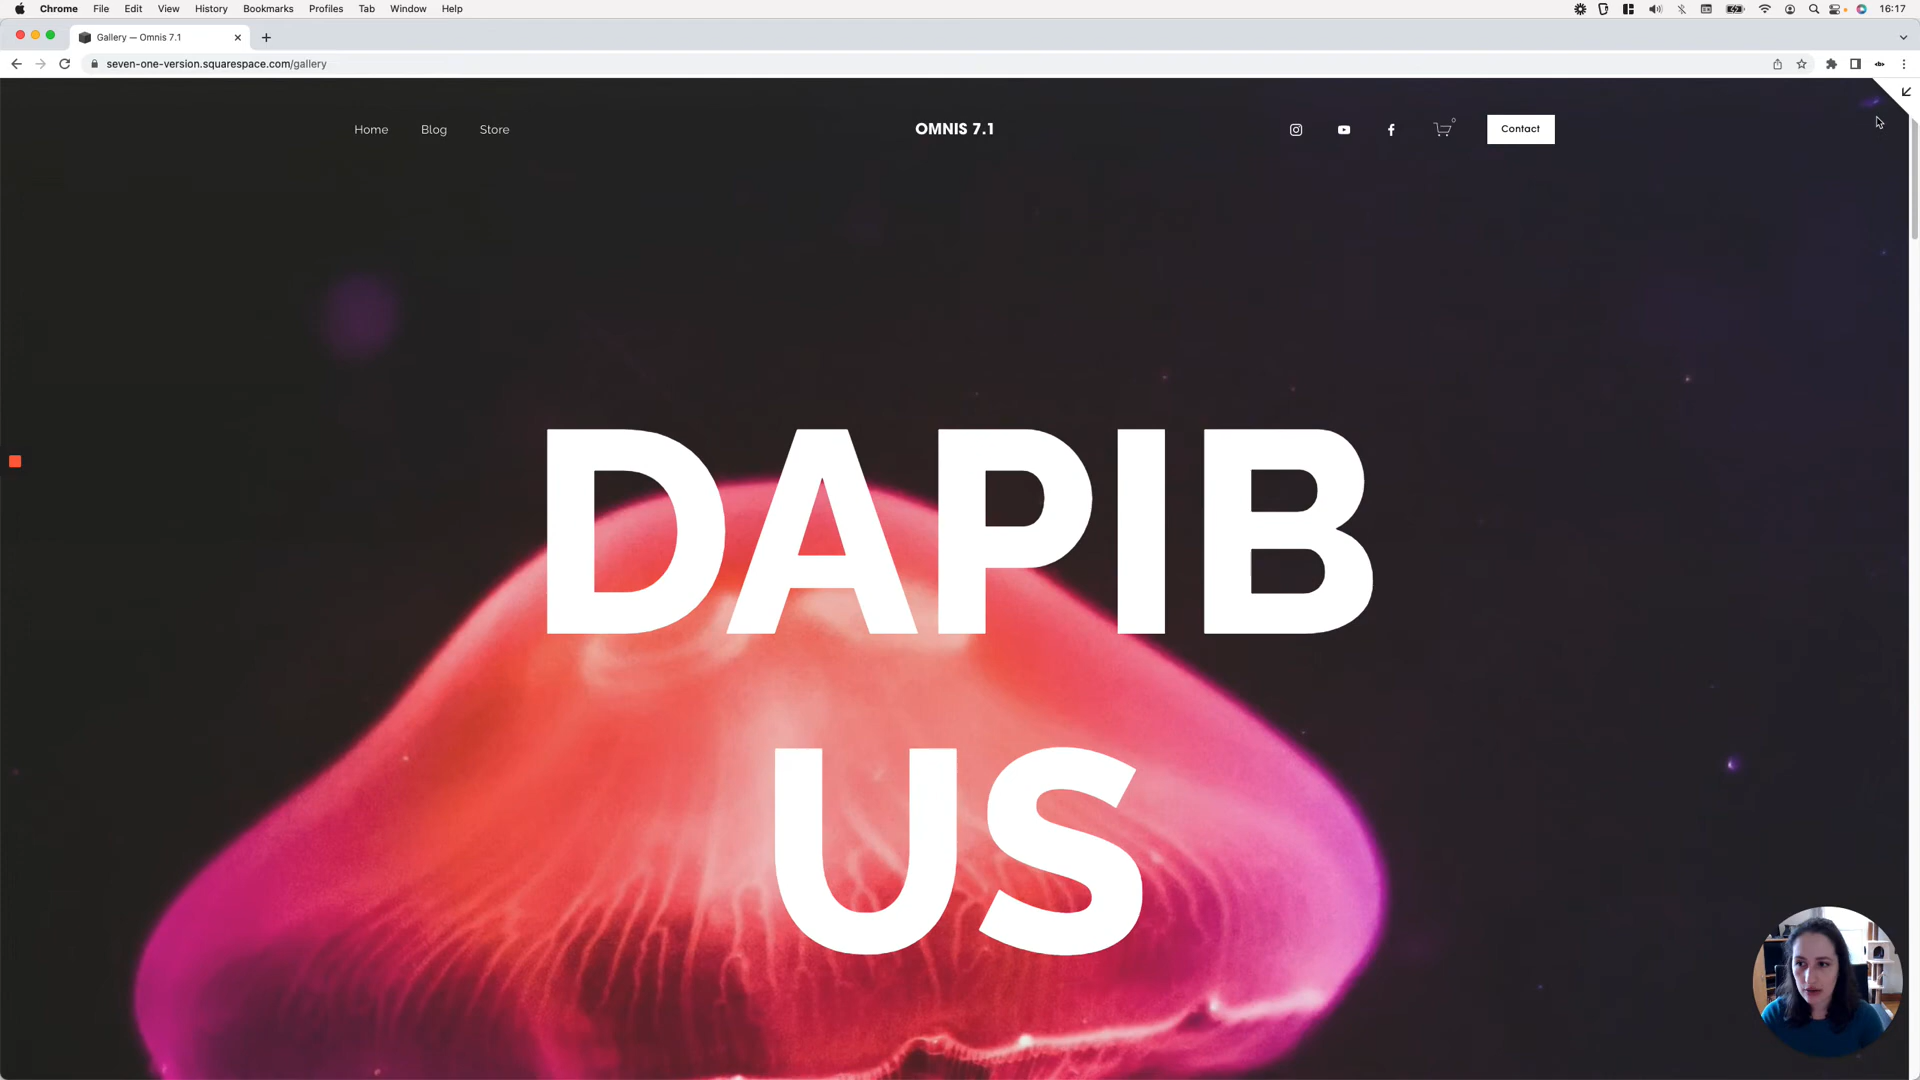 Chrome File Edit View History Bookmarks Profiles Tab Window Help 16:17
Gallery — Omnis 7.1
seven-one-version.squarespace.com/gallery
Home Blog Store OMNIS 7.1 0 Contact
DAPIB
US